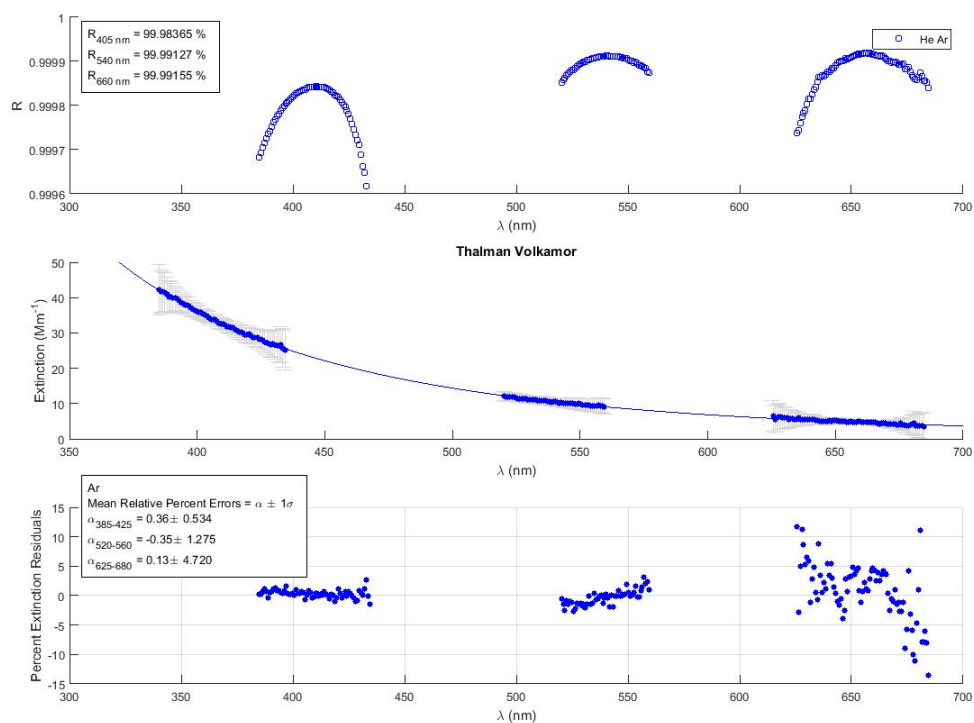 R405 nm = 99.98365 %
R540 nm = 99.99127 %
R660 nm = 99.99155 %
He Ar
1
0.9999
0.9998
0.9997
0.9996
R
300 350 400 450 500 550 600 650 700
λ (nm)
Thalman Volkamor
50
40
30
20
10
0
Extinction (Mm-1)
350 400 450 500 550 600 650 700
λ (nm)
Ar
Mean Relative Percent Errors = α ± 1σ
α385-425 = 0.36± 0.534
α520-560 = -0.35± 1.275
α625-680 = 0.13± 4.720
15
10
5
0
-5
-10
-15
Percent Extinction Residuals
300 350 400 450 500 550 600 650 700
λ (nm)